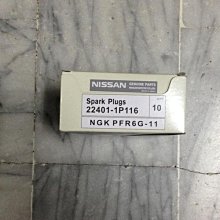 NISSAN
GENUINE PARTS
Spark Plugs
22401-1P116
10
NGK PFR6G-11